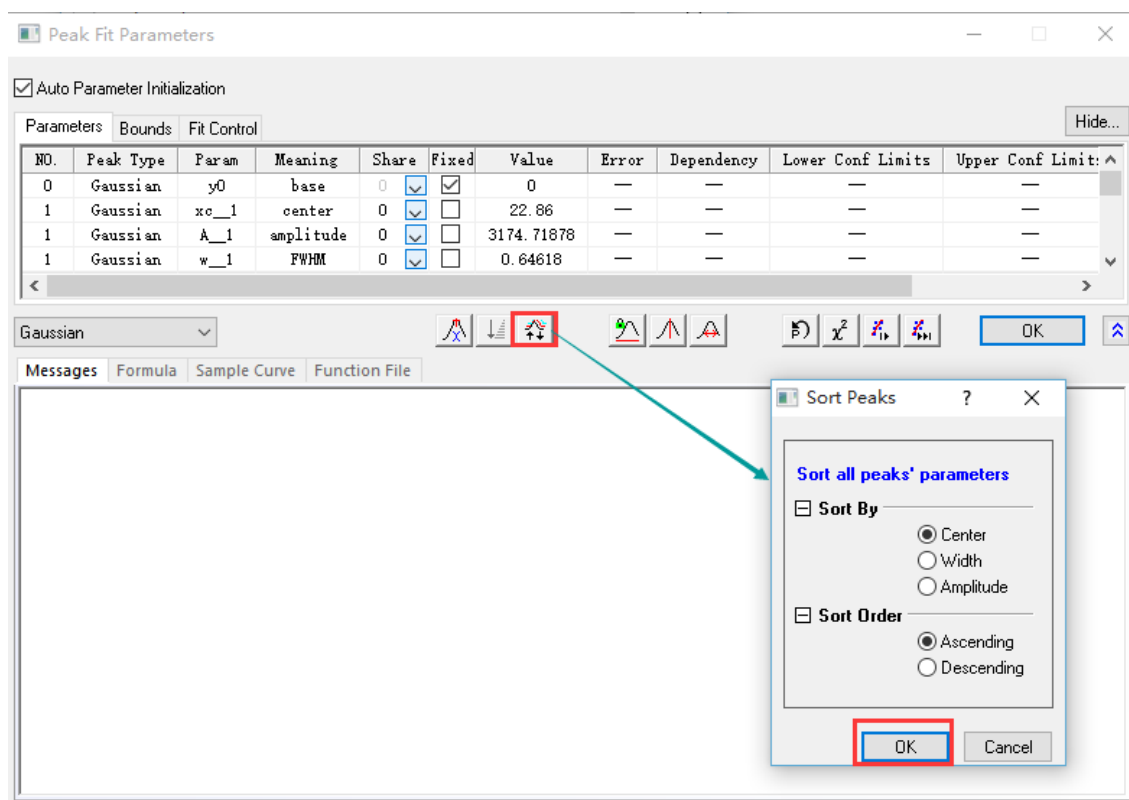 Peak Fit Parameters
Auto Parameter Initialization
Parameters Bounds Fit Control
Hide...
NO. Peak Type Param Meaning Share Fixed Value Error Dependency Lower Conf Limits Upper Conf Limit:
0 Gaussian y0 base 0 0 — — — —
1 Gaussian xc__1 center 0 22.86 — — — —
1 Gaussian A__1 amplitude 0 3174.71878 — — — —
1 Gaussian w__1 FWHM 0 0.64618 — — — —
Gaussian
χ²
OK
Messages Formula Sample Curve Function File
Sort Peaks ?
Sort all peaks' parameters
Sort By
Center
Width
Amplitude
Sort Order
Ascending
Descending
OK Cancel